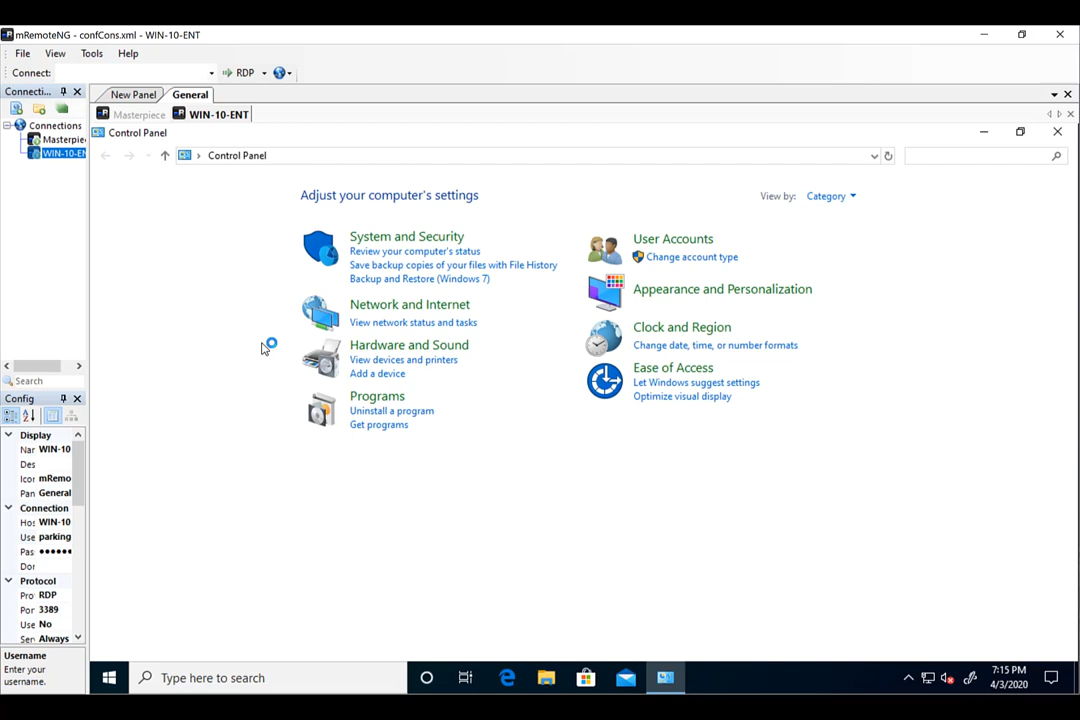 mRemoteNG - confCons.xml - WIN-10-ENT
File View Tools Help
Connect: RDP
Connecti...
New Panel General
Masterpiece WIN-10-ENT
Connections
Masterpie
WIN-10-EN
Control Panel
Control Panel
Adjust your computer's settings
View by: Category
System and Security
Review your computer's status
Save backup copies of your files with File History
Backup and Restore (Windows 7)
Network and Internet
View network status and tasks
Hardware and Sound
View devices and printers
Add a device
Programs
Uninstall a program
Get programs
User Accounts
Change account type
Appearance and Personalization
Clock and Region
Change date, time, or number formats
Ease of Access
Let Windows suggest settings
Optimize visual display
Search
Config
Display
Nar WIN-10
Des
Icor mRemo
Pan General
Connection
Hos WIN-10
Use parking
Pas ●●●●●●
Dor
Protocol
Pro RDP
Por 3389
Use No
Ser Always
Username
Enter your
username.
Type here to search
7:15 PM
4/3/2020